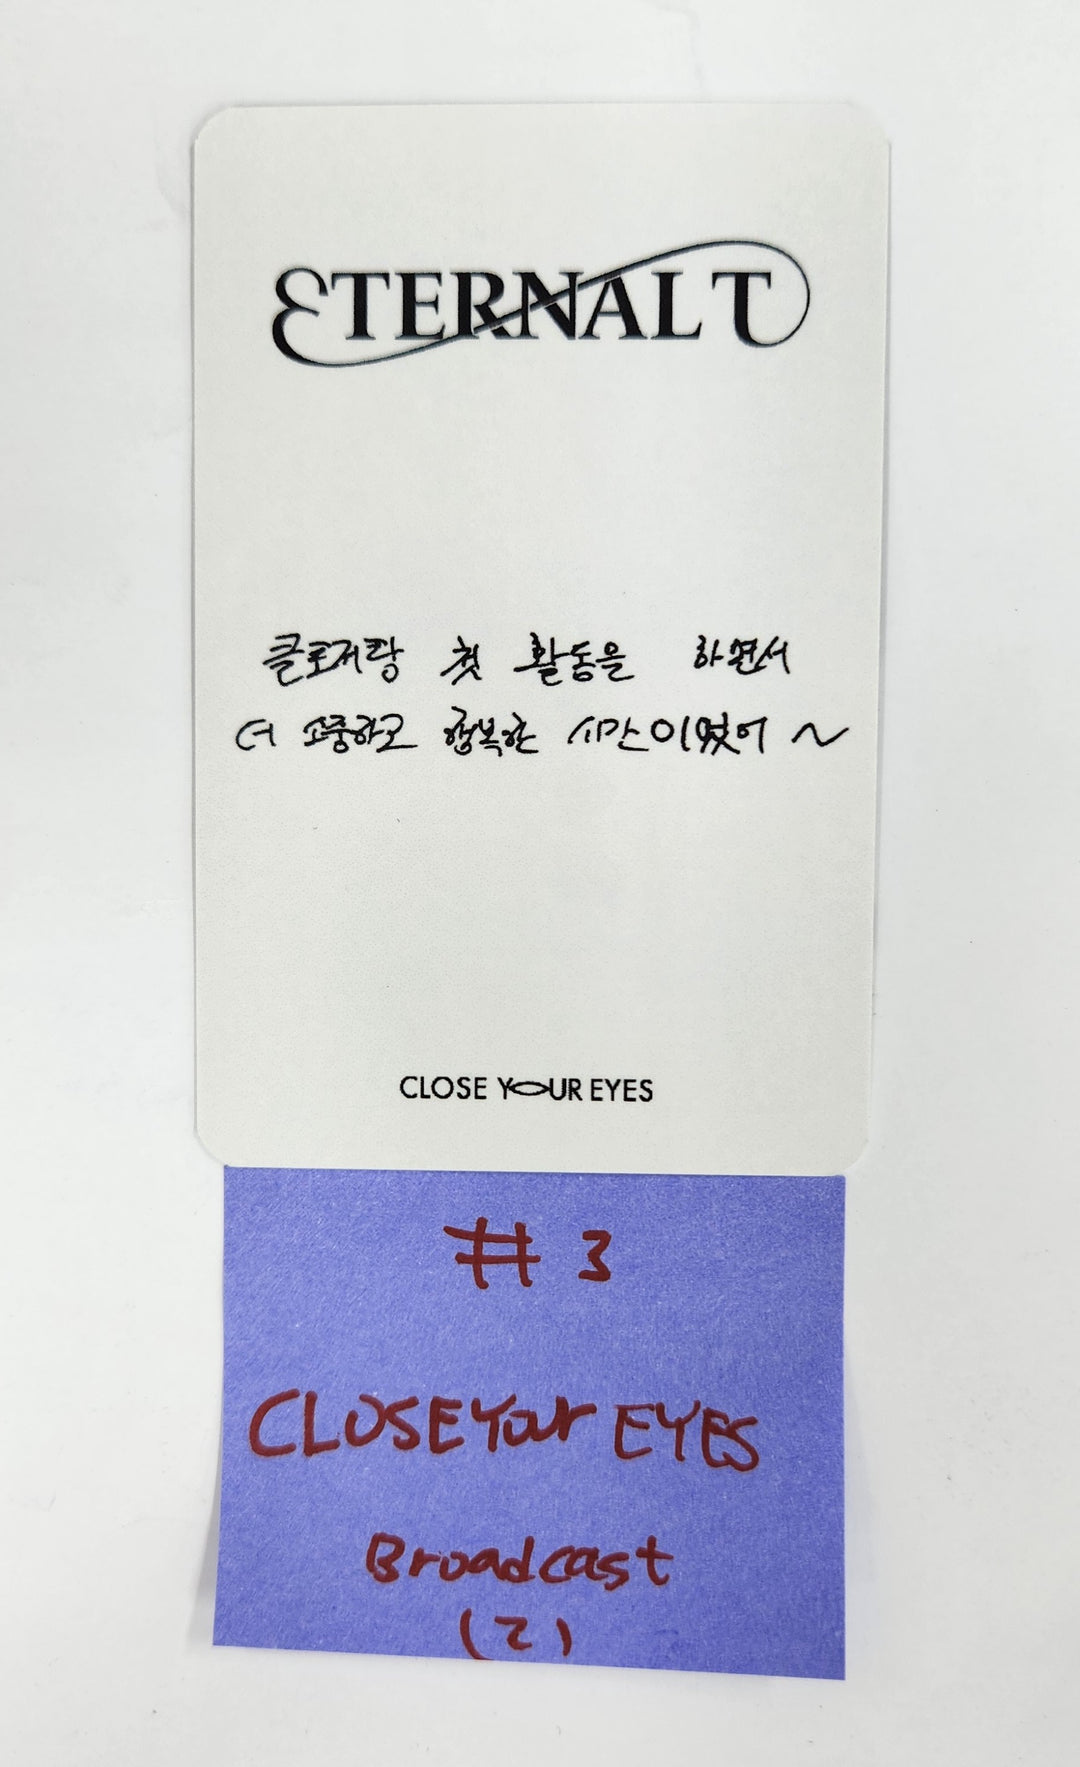 ETERNALT
클로저랑 첫 활동을 하면서
더 소중하고 행복한 시간이였어 ~
CLOSE YOUR EYES
# 3
CLOSE Your EYES
Broadcast
(2)